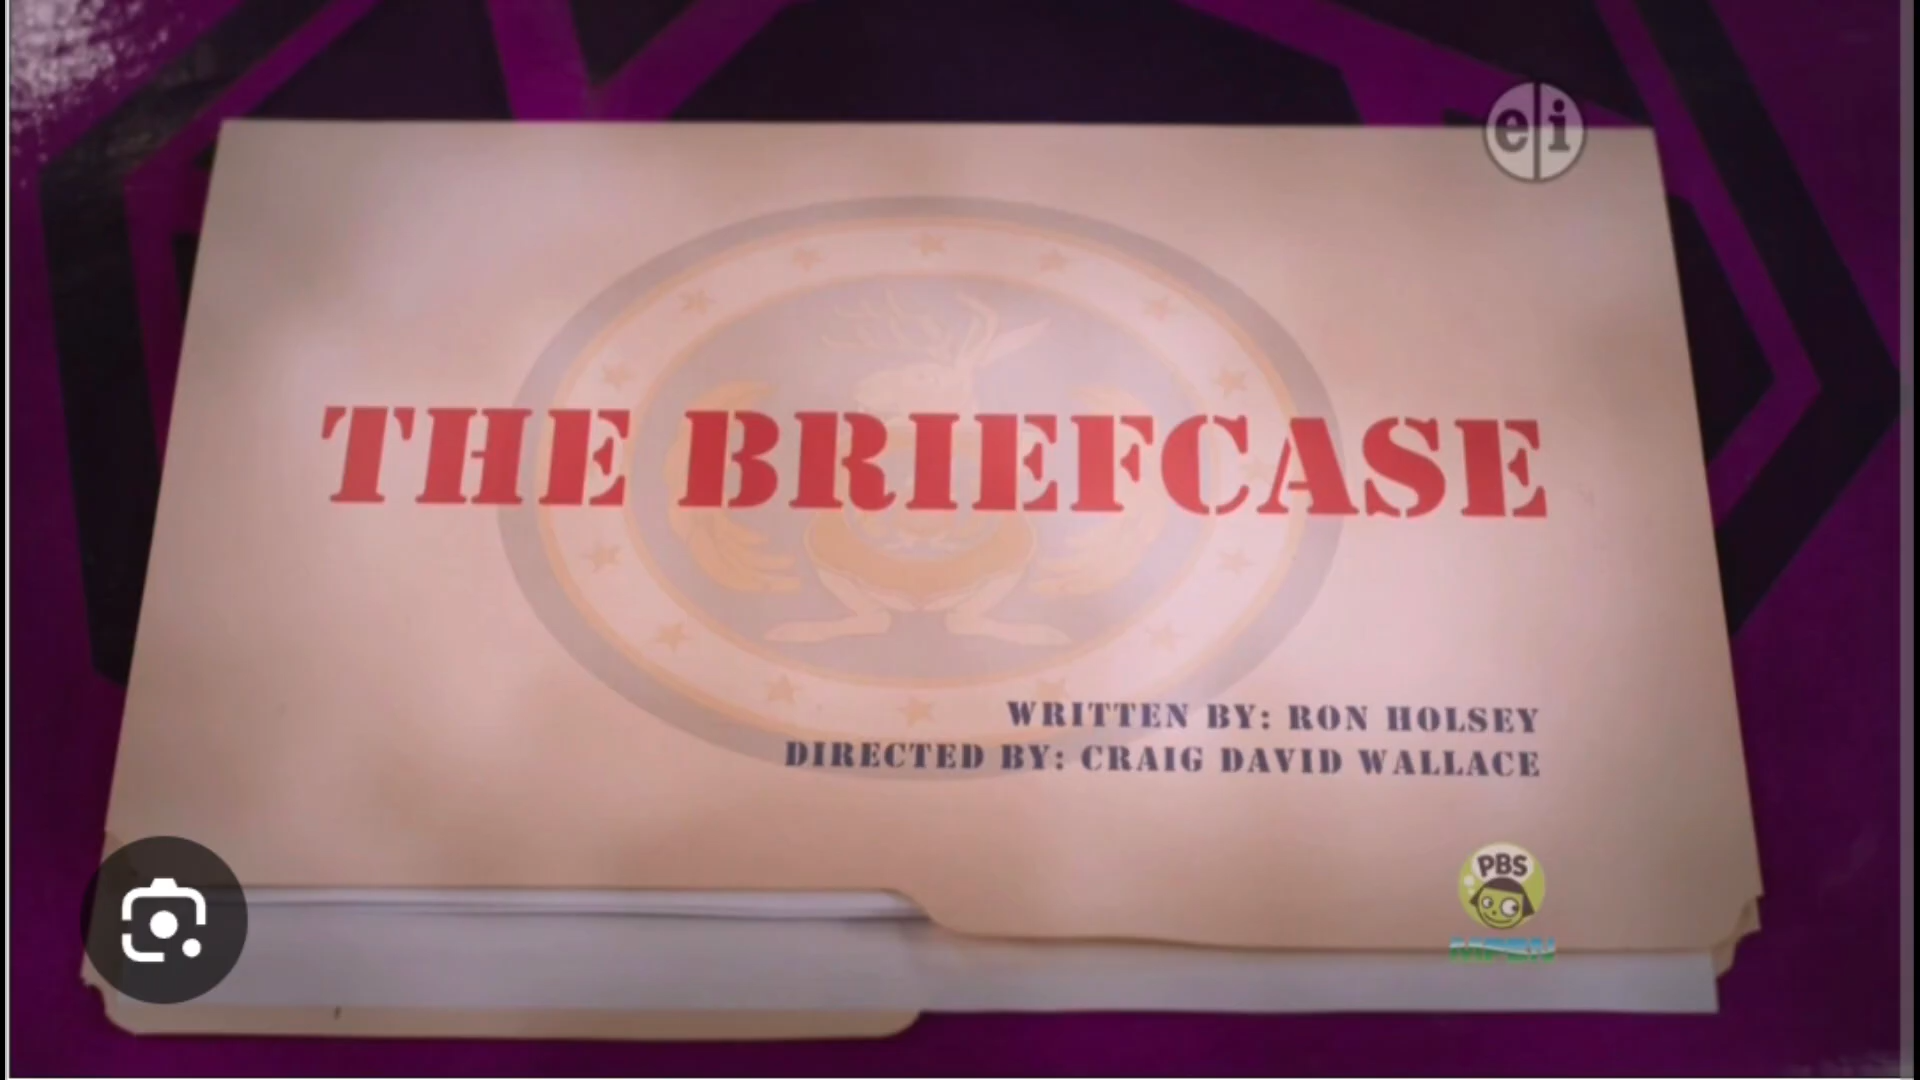 e i
THE BRIEFCASE
WRITTEN BY: RON HOLSEY
DIRECTED BY: CRAIG DAVID WALLACE
PBS